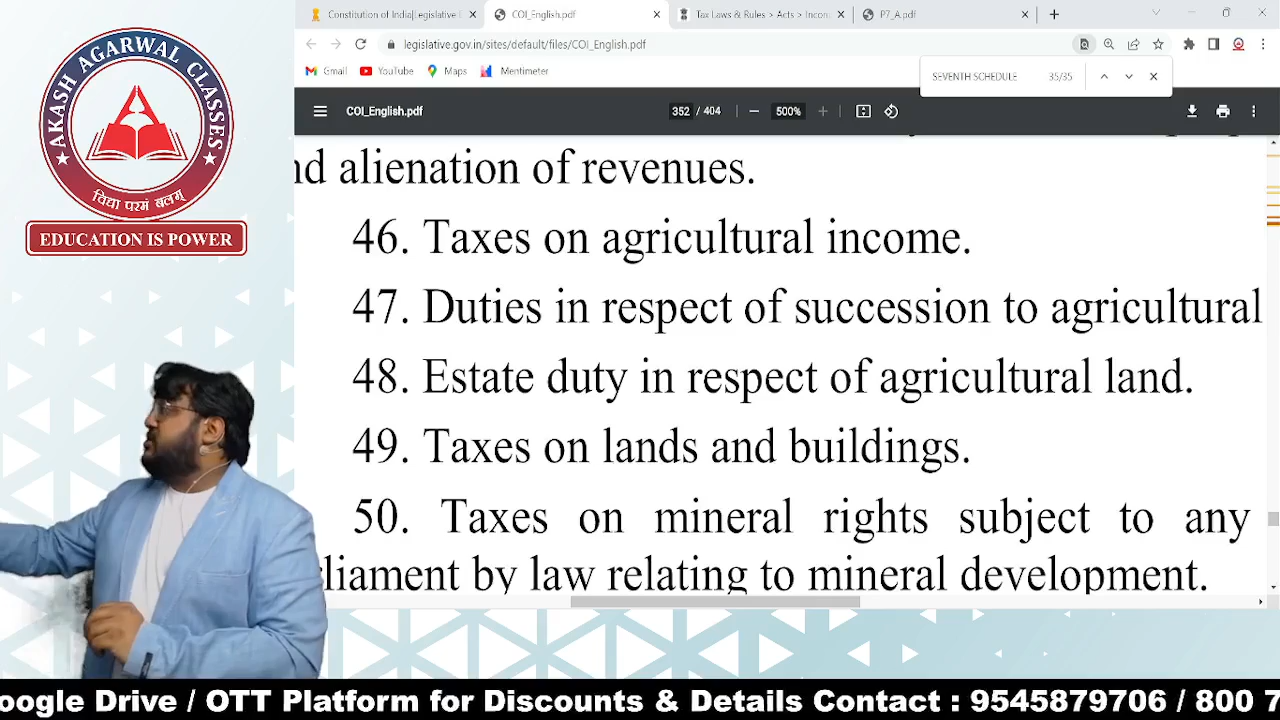 AKASH AGARWAL CLASSES
विद्या परमं बलम्
EDUCATION IS POWER
Constitution of India|Legislative
COI_English.pdf
Tax Laws & Rules > Acts > Incom
P7_A.pdf
legislative.gov.in/sites/default/files/COI_English.pdf
Gmail
YouTube
Maps
Mentimeter
SEVENTH SCHEDULE 35/35
COI_English.pdf
352 / 404
500%
nd alienation of revenues.
46. Taxes on agricultural income.
47. Duties in respect of succession to agricultural
48. Estate duty in respect of agricultural land.
49. Taxes on lands and buildings.
50. Taxes on mineral rights subject to any
rliament by law relating to mineral development.
oogle Drive / OTT Platform for Discounts & Details Contact : 9545879706 / 800 7